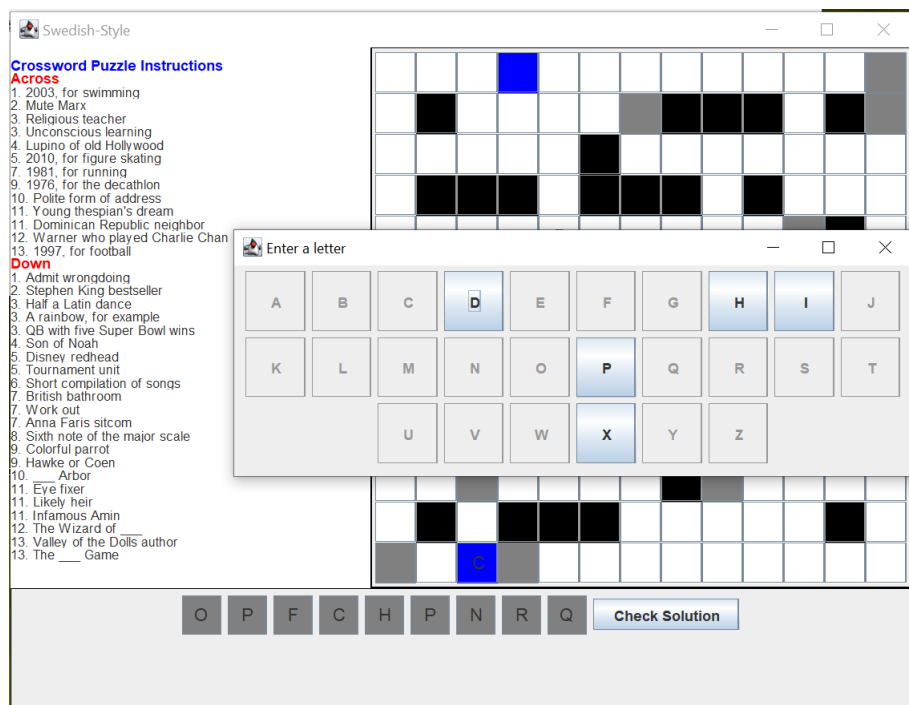 Swedish-Style
Crossword Puzzle Instructions
Across
1. 2003, for swimming
2. Mute Marx
3. Religious teacher
3. Unconscious learning
4. Lupino of old Hollywood
5. 2010, for figure skating
7. 1981, for running
9. 1976, for the decathlon
10. Polite form of address
11. Young thespian's dream
11. Dominican Republic neighbor
12. Warner who played Charlie Chan
13. 1997, for football
Down
1. Admit wrongdoing
2. Stephen King bestseller
3. Half a Latin dance
3. A rainbow, for example
3. QB with five Super Bowl wins
4. Son of Noah
5. Disney redhead
5. Tournament unit
6. Short compilation of songs
7. British bathroom
7. Work out
7. Anna Faris sitcom
8. Sixth note of the major scale
9. Colorful parrot
9. Hawke or Coen
10. ___ Arbor
11. Eye fixer
11. Likely heir
11. Infamous Amin
12. The Wizard of ___
13. Valley of the Dolls author
13. The ___ Game
Enter a letter
A B C D E F G H I J
K L M N O P Q R S T
U V W X Y Z
C
O P F C H P N R Q Check Solution